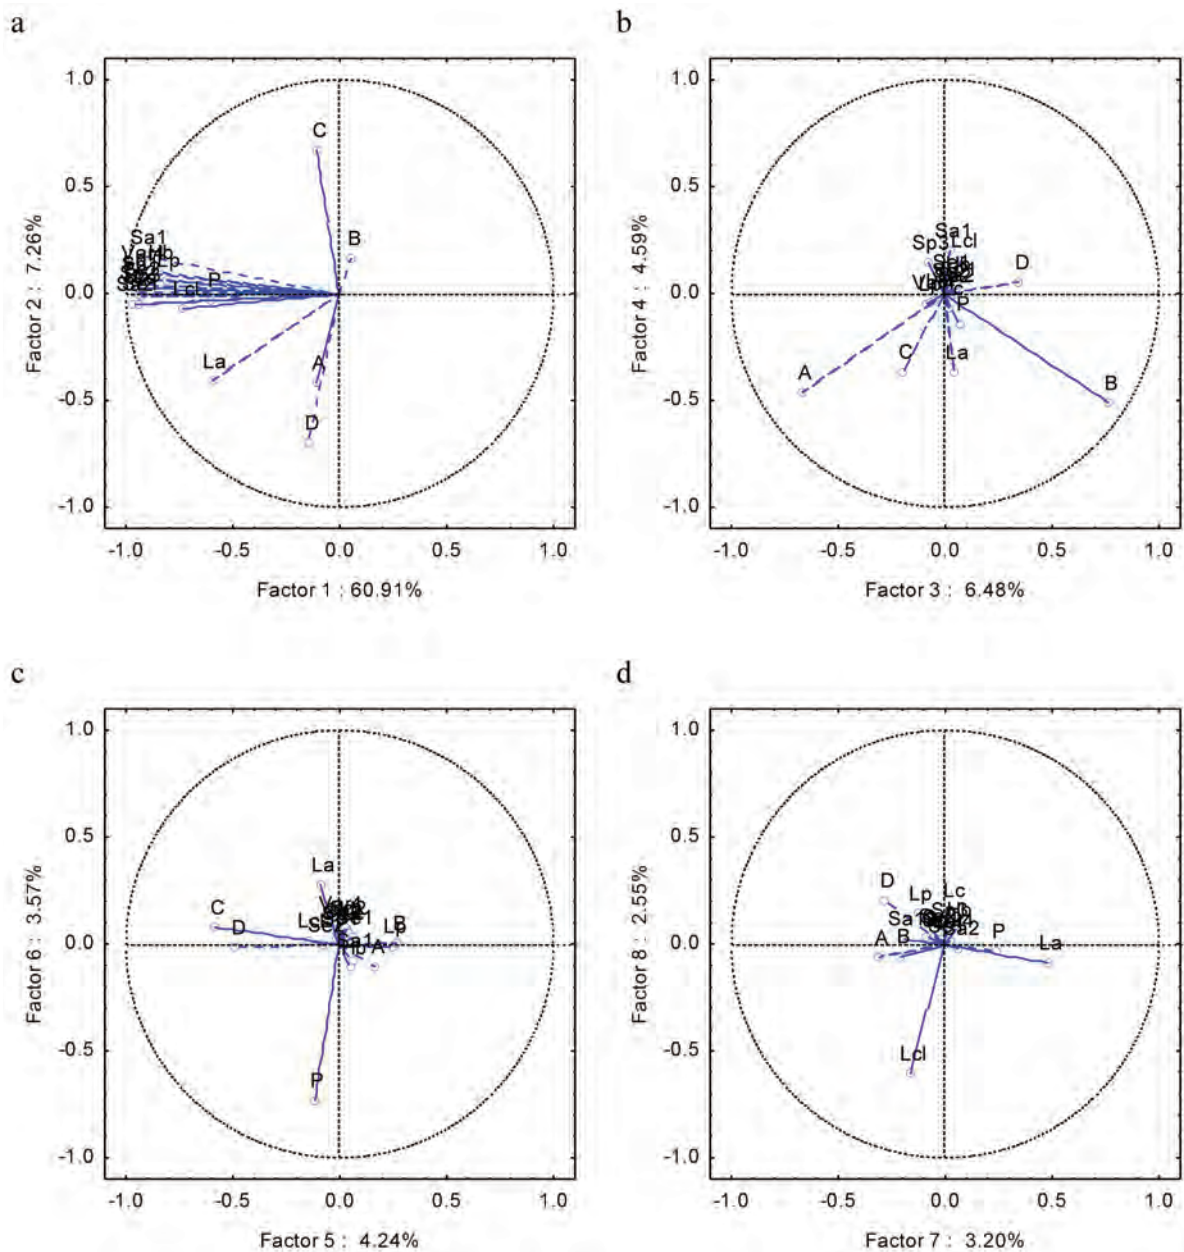 a
1.0
C
0.5
B
Sa1
Lp
P
Lcl
0.0
La
A
-0.5
D
-1.0
-1.0 -0.5 0.0 0.5 1.0
Factor 2 : 7.26%
Factor 1 : 60.91%
b
1.0
0.5
Sa1
Sp3 Lcl
D
0.0
P
C La
A
B
-0.5
-1.0
-1.0 -0.5 0.0 0.5 1.0
Factor 4 : 4.59%
Factor 3 : 6.48%
c
1.0
0.5
La
C
D
B
Lp
Sa1
A
0.0
-0.5
P
-1.0
-1.0 -0.5 0.0 0.5 1.0
Factor 6 : 3.57%
Factor 5 : 4.24%
d
1.0
0.5
D
Lp Lc
Sa1
Sa2
A B P La
0.0
-0.5
Lcl
-1.0
-1.0 -0.5 0.0 0.5 1.0
Factor 8 : 2.55%
Factor 7 : 3.20%